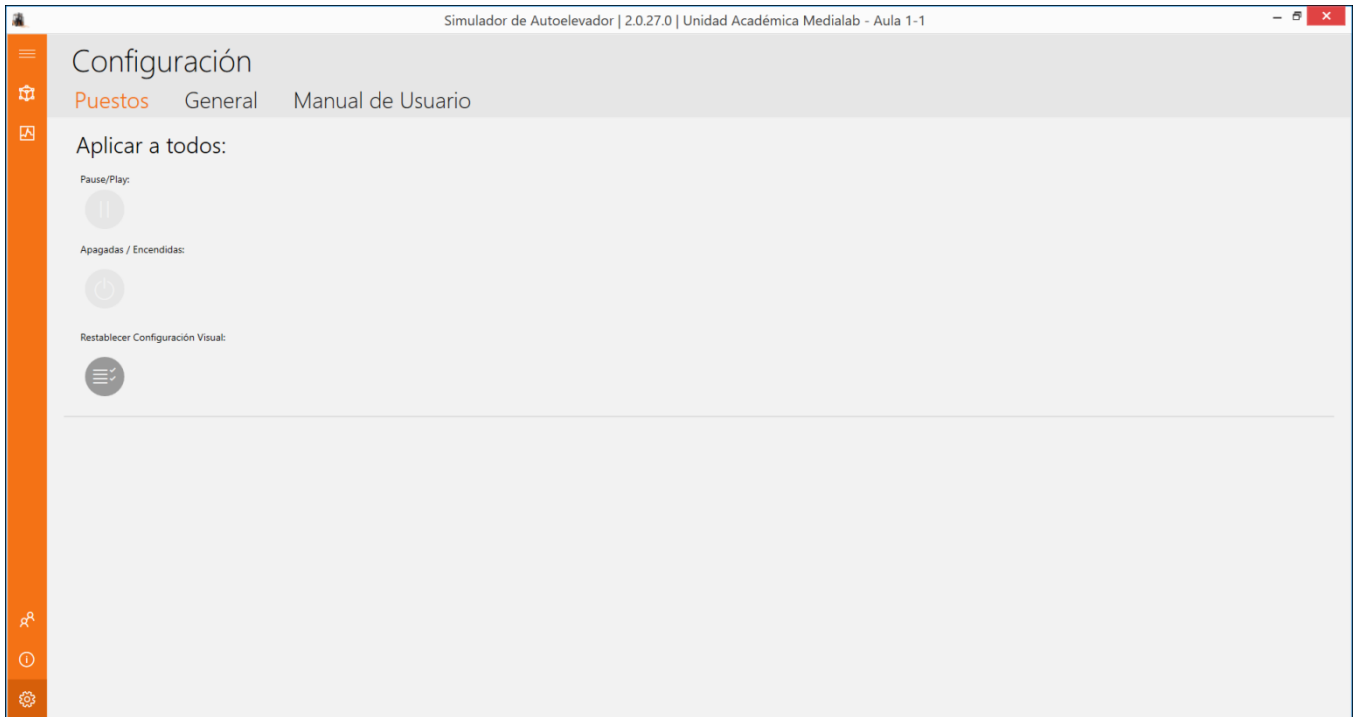 Simulador de Autoelevador | 2.0.27.0 | Unidad Académica Medialab - Aula 1-1
Configuración
Puestos General Manual de Usuario
Aplicar a todos:
Pause/Play:
Apagadas / Encendidas:
Restablecer Configuración Visual: